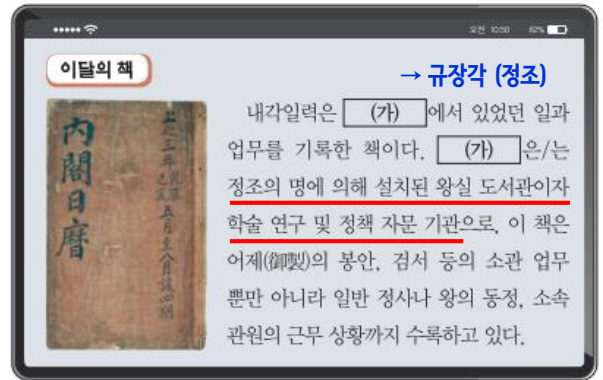 오전 10:50 62%
이달의 책
→ 규장각 (정조)
내각일력은 (가) 에서 있었던 일과
업무를 기록한 책이다. (가) 은/는
정조의 명에 의해 설치된 왕실 도서관이자
학술 연구 및 정책 자문 기관으로, 이 책은
어제(御製)의 봉안, 검서 등의 소관 업무
뿐만 아니라 일반 정사나 왕의 동정, 소속
관원의 근무 상황까지 수록하고 있다.
內閣日曆